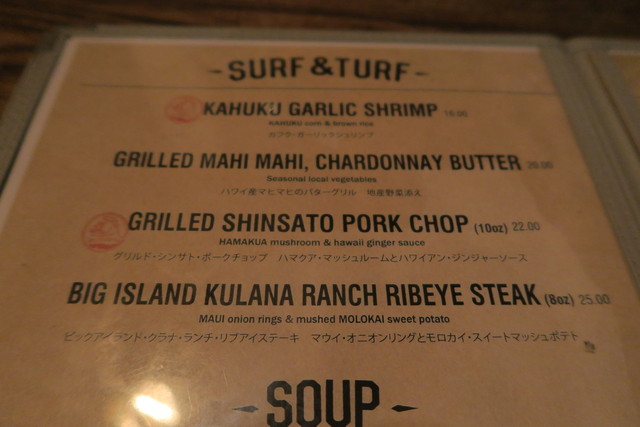 -SURF & TURF-
KAHUKU GARLIC SHRIMP
KAHUKU corn & brown rice
カフク・ガーリックシュリンプ
GRILLED MAHI MAHI, CHARDONNAY BUTTER
Seasonal local vegetables
ハワイ産マヒマヒのバターグリル 地産野菜添え
GRILLED SHINSATO PORK CHOP (10oz) 22.00
HAMAKUA mushroom & hawaii ginger sauce
グリルド・シンサト・ポークチョップ ハマクア・マッシュルームとハワイアン・ジンジャーソース
BIG ISLAND KULANA RANCH RIBEYE STEAK (8oz) 25.00
MAUI onion rings & mushed MOLOKAI sweet potato
ビックアイランド・クラナ・ランチ・リブアイステーキ マウイ・オニオンリングとモロカイ・スイートマッシュポテト
- SOUP -